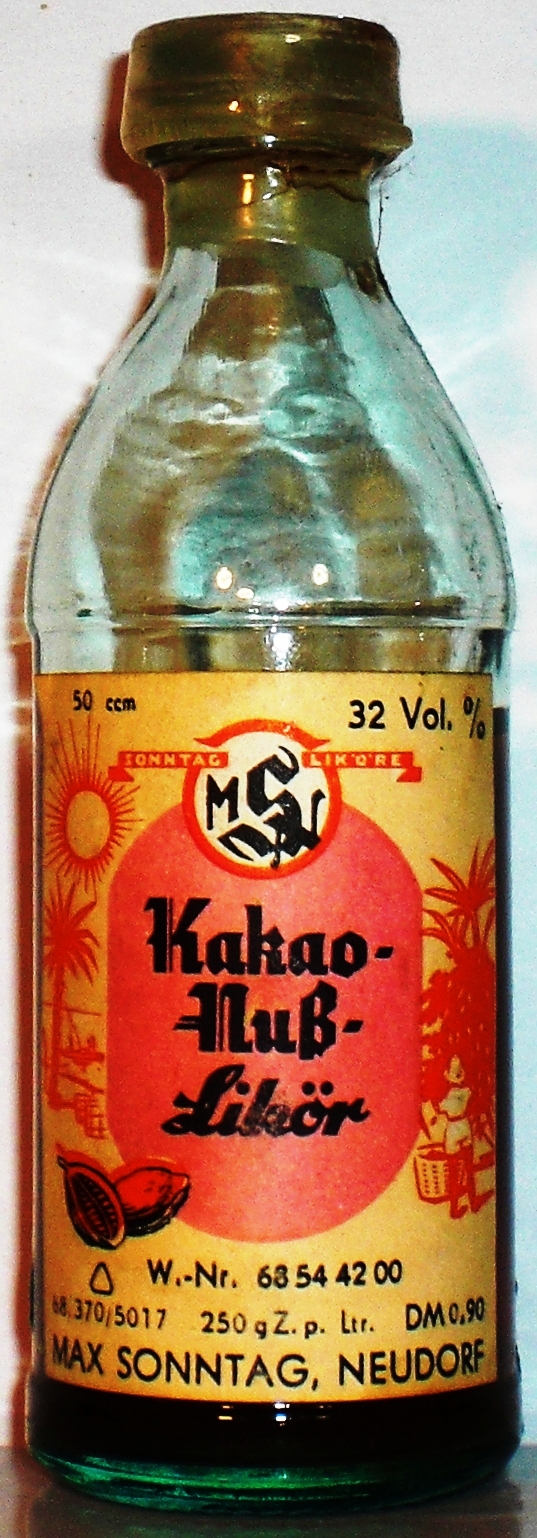 50 ccm
32 Vol. %
SONNTAG LIKÖRE
MSN
Kakao-
Nuß-
Likör
W.-Nr. 68 54 42 00
68.370/5017 250 g Z. p. Ltr. DM 0,90
MAX SONNTAG, NEUDORF